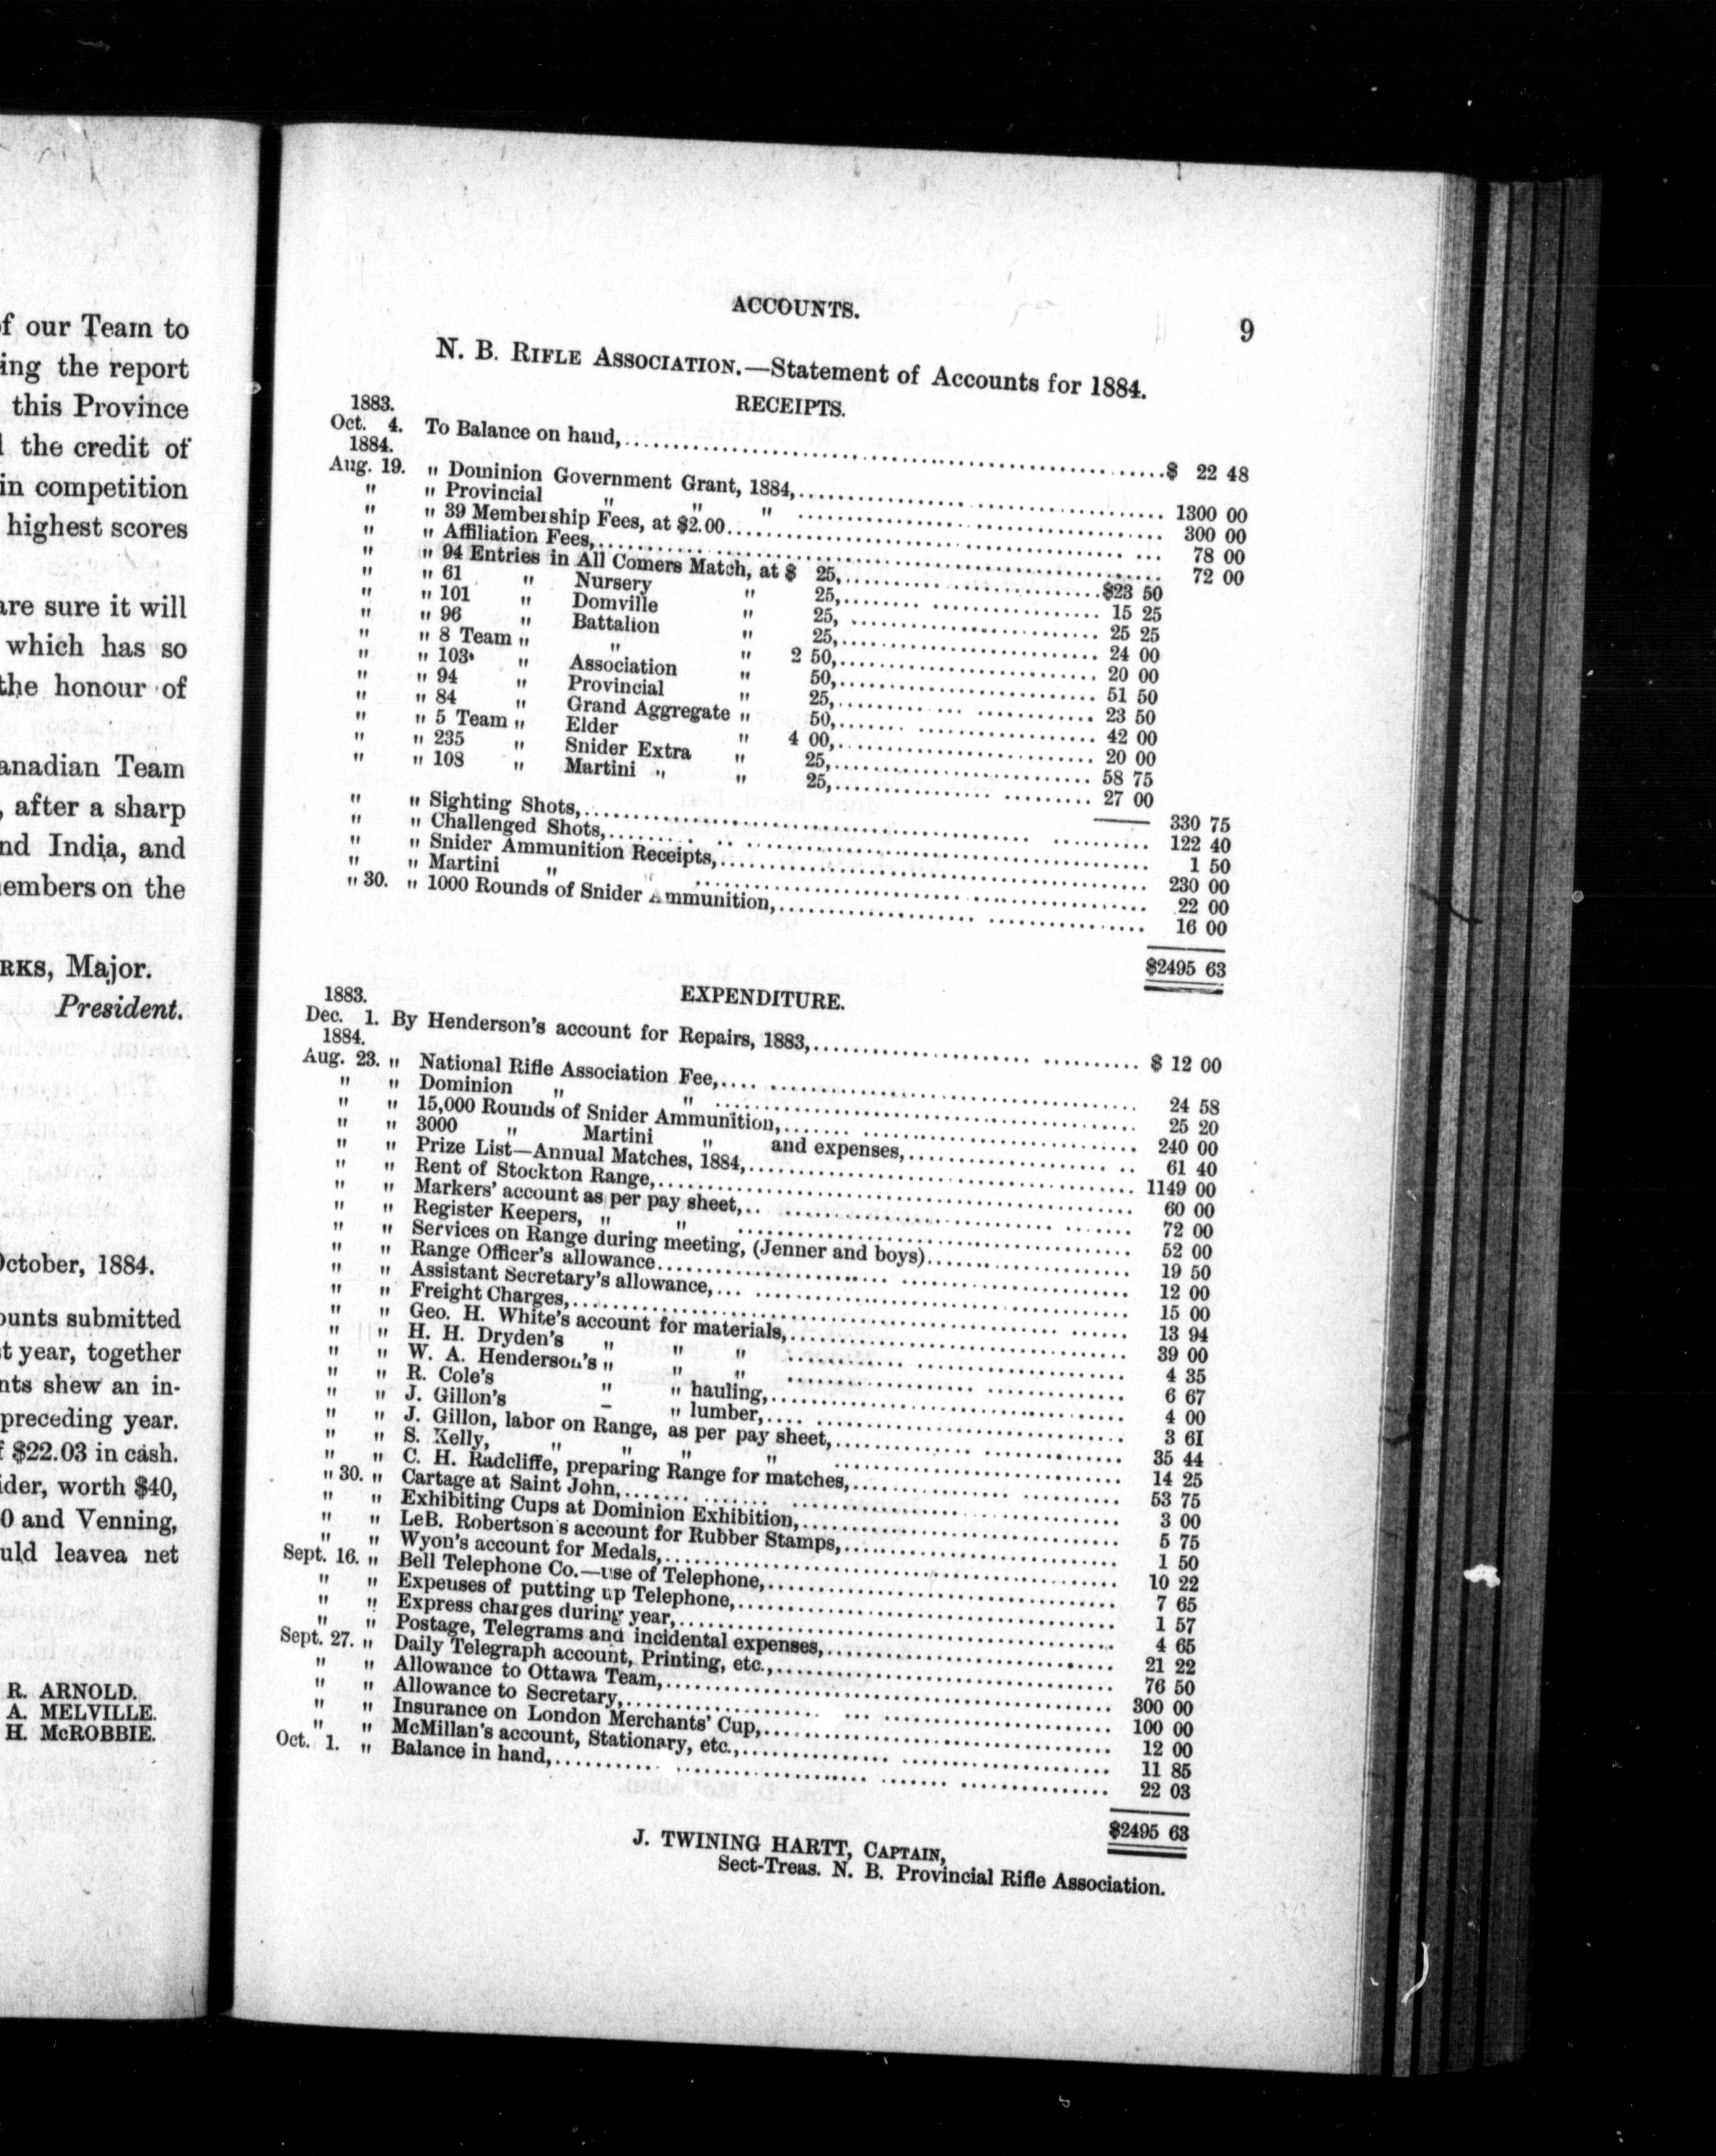 f our Team to
ing the report
this Province
the credit of
in competition
highest scores
are sure it will
which has so
the honour of
anadian Team
, after a sharp
nd India, and
embers on the
RKS, Major.
President.
October, 1884.
ounts submitted
t year, together
nts shew an in-
preceding year.
f $22.03 in cash.
ider, worth $40,
0 and Venning,
uld leavea net
R. ARNOLD.
A. MELVILLE.
H. McROBBIE.
ACCOUNTS.
9
N. B. RIFLE ASSOCIATION.—Statement of Accounts for 1884.
RECEIPTS.
1883.
Oct. 4. To Balance on hand,........$ 22 48
1884.
Aug. 19. " Dominion Government Grant, 1884,........ 1300 00
" " Provincial " " " ........ 300 00
" " 39 Membership Fees, at $2.00........ 78 00
" " Affiliation Fees,........ 72 00
" " 94 Entries in All Comers Match, at $ 25,........$23 50
" " 61 " Nursery " 25,........ 15 25
" " 101 " Domville " 25,........ 25 25
" " 96 " Battalion " 25,........ 24 00
" " 8 Team " " " 2 50,........ 20 00
" " 103 " Association " 50,........ 51 50
" " 94 " Provincial " 25,........ 23 50
" " 84 " Grand Aggregate " 50,........ 42 00
" " 5 Team " Elder " 4 00,........ 20 00
" " 235 " Snider Extra " 25,........ 58 75
" " 108 " Martini " " 25,........ 27 00
330 75
" " Sighting Shots,........ 122 40
" " Challenged Shots,........ 1 50
" " Snider Ammunition Receipts,........ 230 00
" " Martini " " ........ 22 00
" 30. " 1000 Rounds of Snider Ammunition,........ 16 00
$2495 63
EXPENDITURE.
1883.
Dec. 1. By Henderson's account for Repairs, 1883,........ $ 12 00
1884.
Aug. 23. " National Rifle Association Fee,........ 24 58
" " Dominion " " ........ 25 20
" " 15,000 Rounds of Snider Ammunition,........ 240 00
" " 3000 " Martini " and expenses,........ 61 40
" " Prize List—Annual Matches, 1884,........ 1149 00
" " Rent of Stockton Range,........ 60 00
" " Markers' account as per pay sheet,........ 72 00
" " Register Keepers, " " ........ 52 00
" " Services on Range during meeting, (Jenner and boys)........ 19 50
" " Range Officer's allowance........ 12 00
" " Assistant Secretary's allowance,........ 15 00
" " Freight Charges,........ 13 94
" " Geo. H. White's account for materials,........ 39 00
" " H. H. Dryden's " " " ........ 4 35
" " W. A. Henderson's " " " ........ 6 67
" " R. Cole's " " hauling,........ 4 00
" " J. Gillon's " " lumber,........ 3 61
" " J. Gillon, labor on Range, as per pay sheet,........ 35 44
" " S. Kelly, " " " " ........ 14 25
" " C. H. Radcliffe, preparing Range for matches,........ 53 75
" 30. " Cartage at Saint John,........ 3 00
" " Exhibiting Cups at Dominion Exhibition,........ 5 75
" " LeB. Robertson's account for Rubber Stamps,........ 1 50
" " Wyon's account for Medals,........ 10 22
Sept. 16. " Bell Telephone Co.—use of Telephone,........ 7 65
" " Expenses of putting up Telephone,........ 1 57
" " Express charges during year,........ 4 65
" " Postage, Telegrams and incidental expenses,........ 21 22
Sept. 27. " Daily Telegraph account, Printing, etc.,........ 76 50
" " Allowance to Ottawa Team,........ 300 00
" " Allowance to Secretary,........ 100 00
" " Insurance on London Merchants' Cup,........ 12 00
" " McMillan's account, Stationary, etc.,........ 11 85
Oct. 1. " Balance in hand,........ 22 03
$2495 63
J. TWINING HARTT, CAPTAIN,
Sect-Treas. N. B. Provincial Rifle Association.